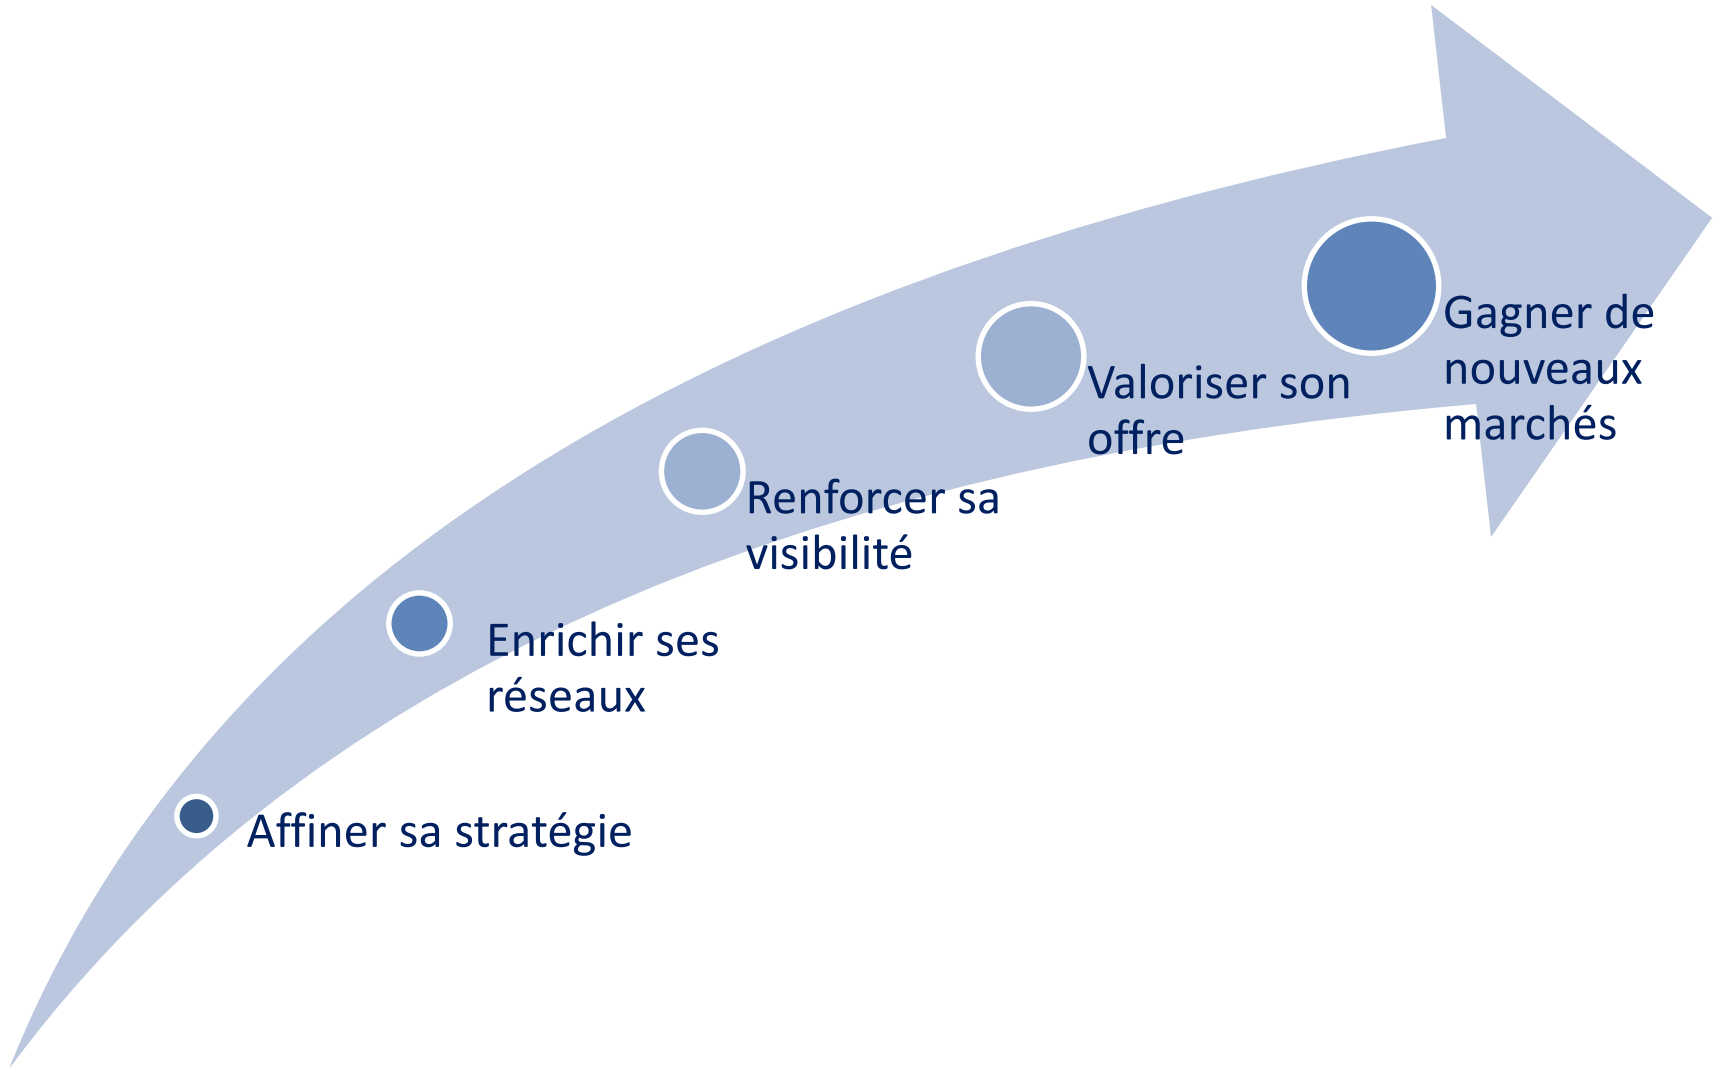 Gagner de
nouveaux
marchés
Valoriser son
offre
Renforcer sa
visibilité
Enrichir ses
réseaux
Affiner sa stratégie